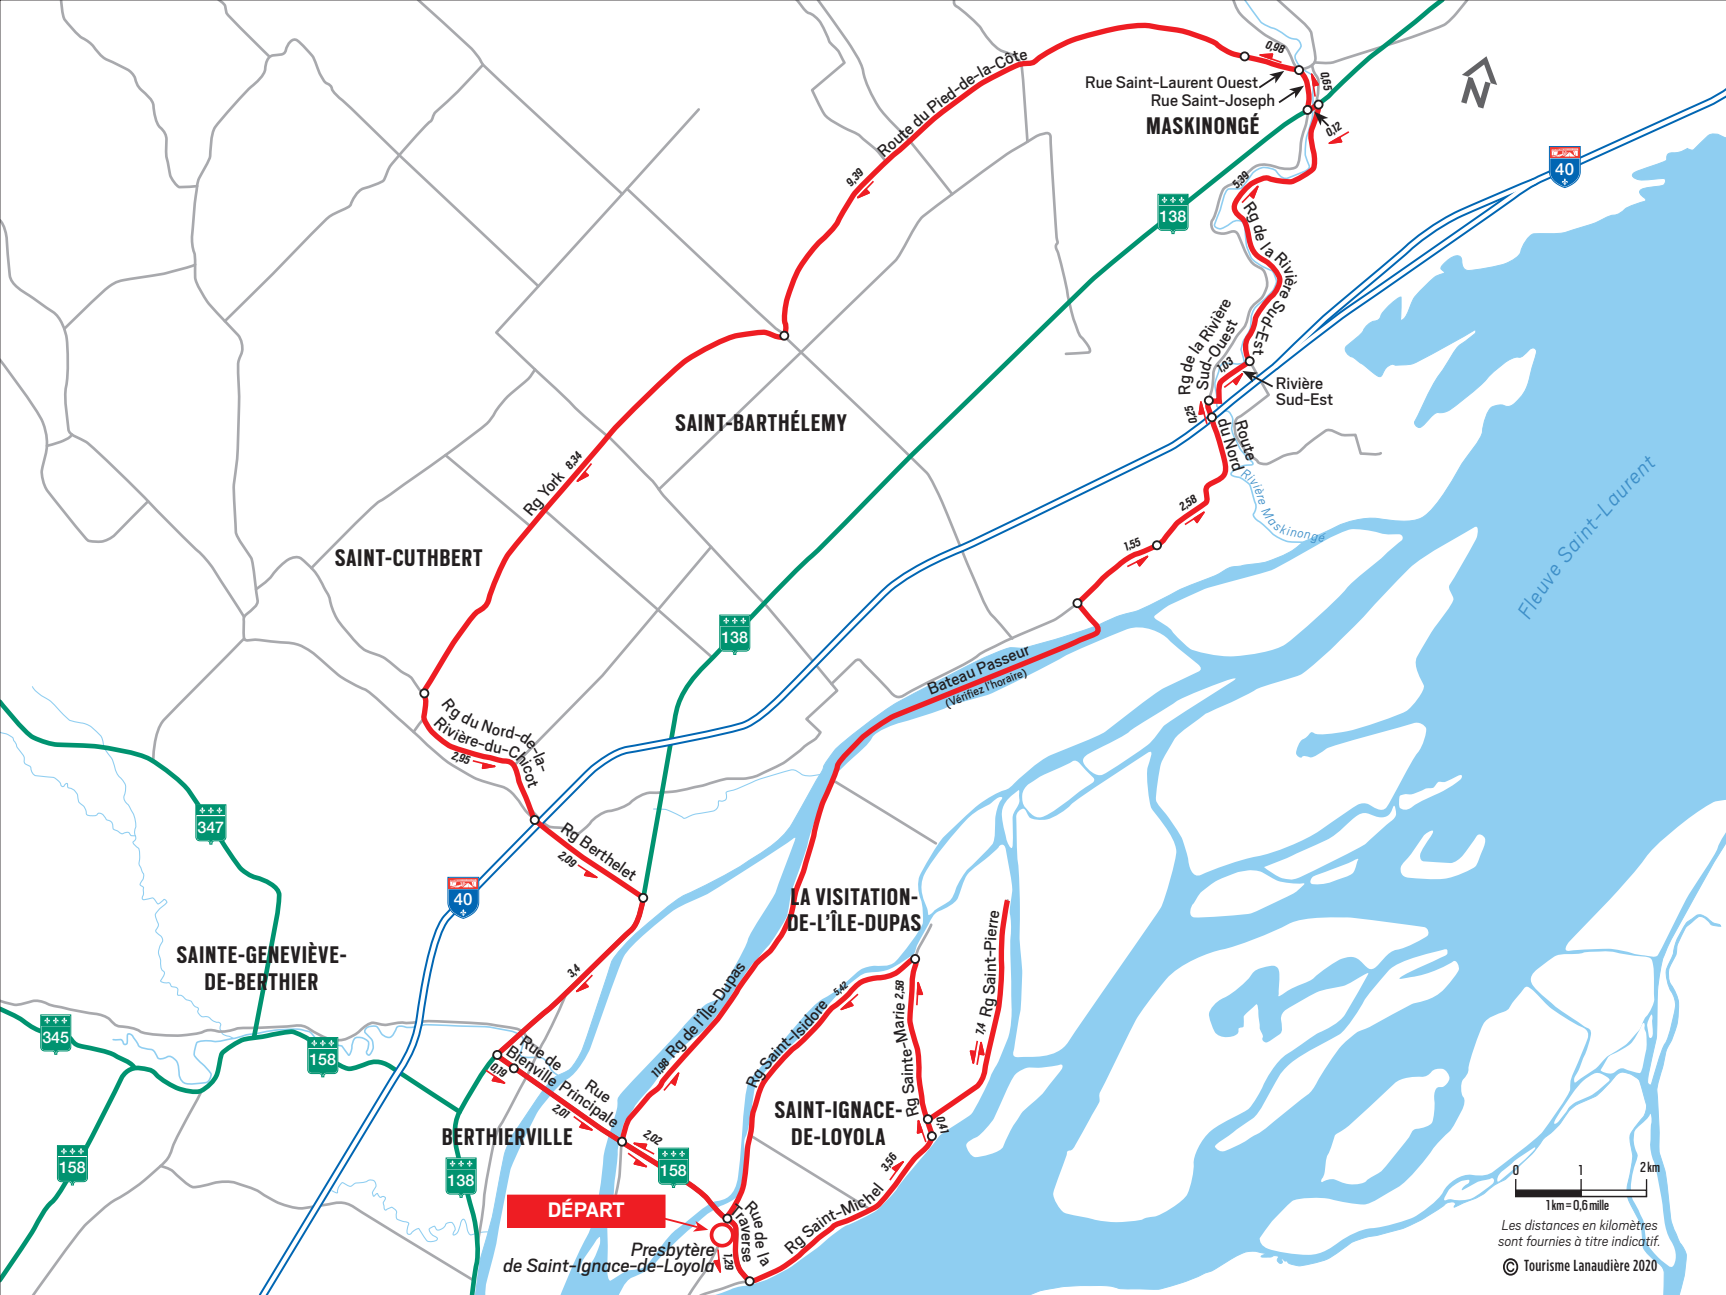 0,98
Route du Pied-de-la-Côte
Rue Saint-Laurent Ouest
0,65
Rue Saint-Joseph
MASKINONGÉ
0,12
N
40
9,39
5,39
138
Rg de la Rivière Sud-Est
Rg de la Rivière
Sud-Ouest
1,03
Rivière
Sud-Est
0,25
Route
du Nord
SAINT-BARTHÉLEMY
8,34
Rg York
Rivière Maskinongé
2,58
1,55
Fleuve Saint-Laurent
SAINT-CUTHBERT
138
Bateau Passeur
(Vérifiez l'horaire)
Rg du Nord-de-la-
Rivière-du-Chicot
2,95
347
Rg Berthelet
2,09
40
LA VISITATION-
DE-L'ÎLE-DUPAS
SAINTE-GENEVIÈVE-
DE-BERTHIER
3,4
Rg de l'Île-Dupas
11,98
5,42
Rg Saint-Isidore
2,58
Rg Sainte-Marie
Rg Saint-Pierre
7,4
345
158
Rue de
Bienville
0,19
Rue
Principale
2,01
SAINT-IGNACE-
DE-LOYOLA
0,41
BERTHIERVILLE
2,02
158
158
138
3,56
Rg Saint-Michel
DÉPART
Rue de la
Traverse
1,29
Presbytère
de Saint-Ignace-de-Loyola
0 1 2 km
1 km = 0,6 mille
Les distances en kilomètres
sont fournies à titre indicatif.
© Tourisme Lanaudière 2020